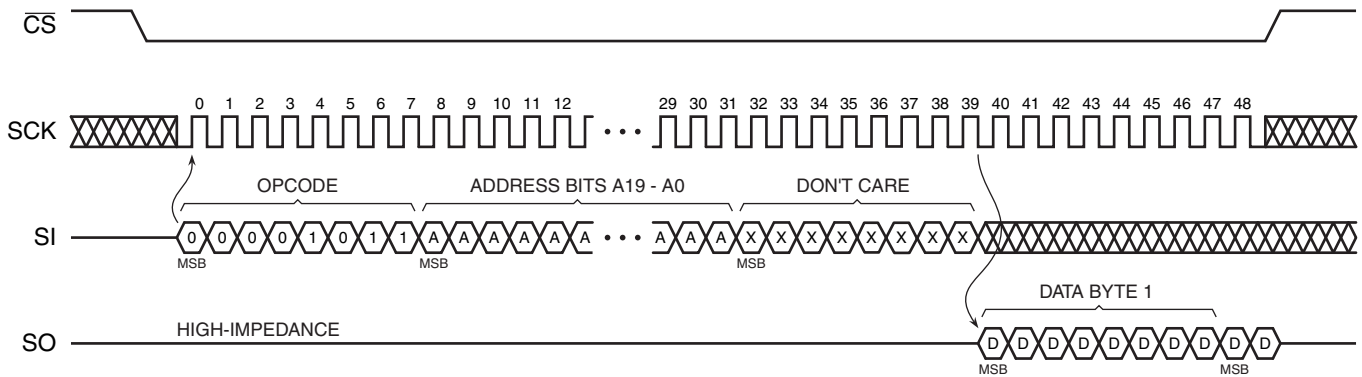 CS
0 1 2 3 4 5 6 7 8 9 10 11 12 29 30 31 32 33 34 35 36 37 38 39 40 41 42 43 44 45 46 47 48
SCK • • •
OPCODE ADDRESS BITS A19 - A0 DON'T CARE
SI 0 0 0 0 1 0 1 1 A A A A A A • • • A A A X X X X X X X X
MSB MSB MSB
DATA BYTE 1
HIGH-IMPEDANCE
SO D D D D D D D D D D
MSB MSB